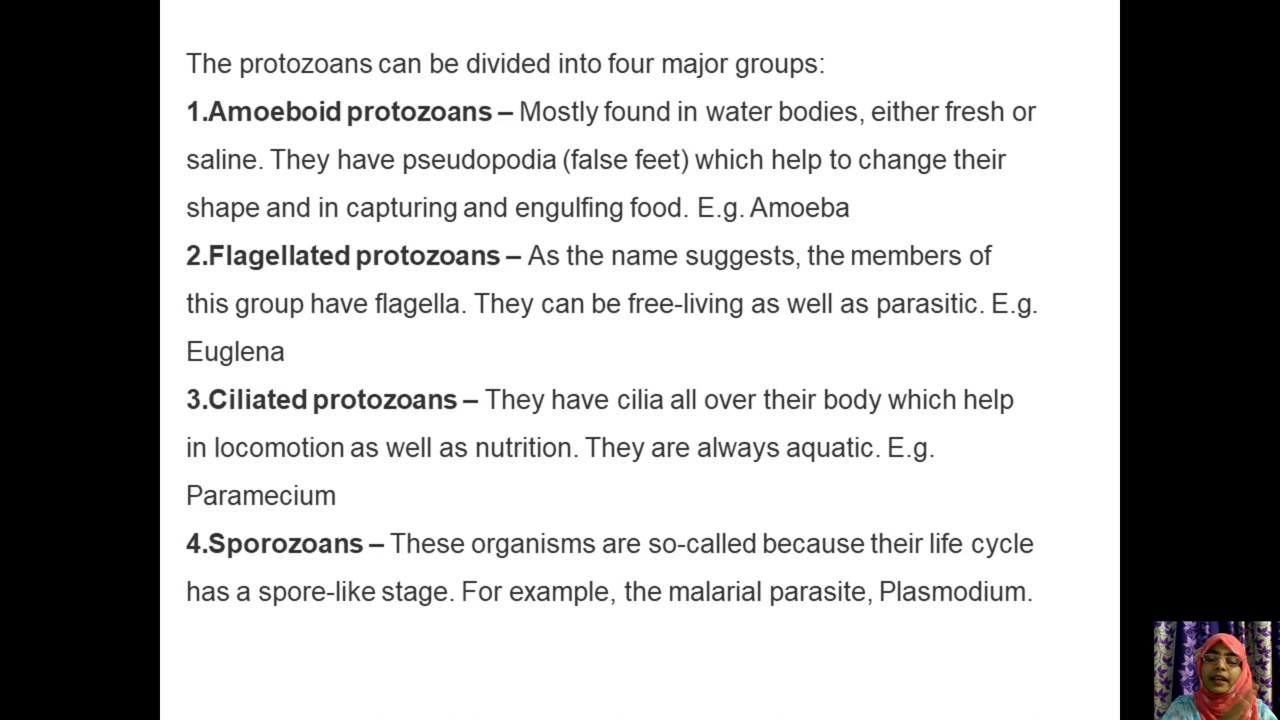 The protozoans can be divided into four major groups:
1.Amoeboid protozoans – Mostly found in water bodies, either fresh or
saline. They have pseudopodia (false feet) which help to change their
shape and in capturing and engulfing food. E.g. Amoeba
2.Flagellated protozoans – As the name suggests, the members of
this group have flagella. They can be free-living as well as parasitic. E.g.
Euglena
3.Ciliated protozoans – They have cilia all over their body which help
in locomotion as well as nutrition. They are always aquatic. E.g.
Paramecium
4.Sporozoans – These organisms are so-called because their life cycle
has a spore-like stage. For example, the malarial parasite, Plasmodium.